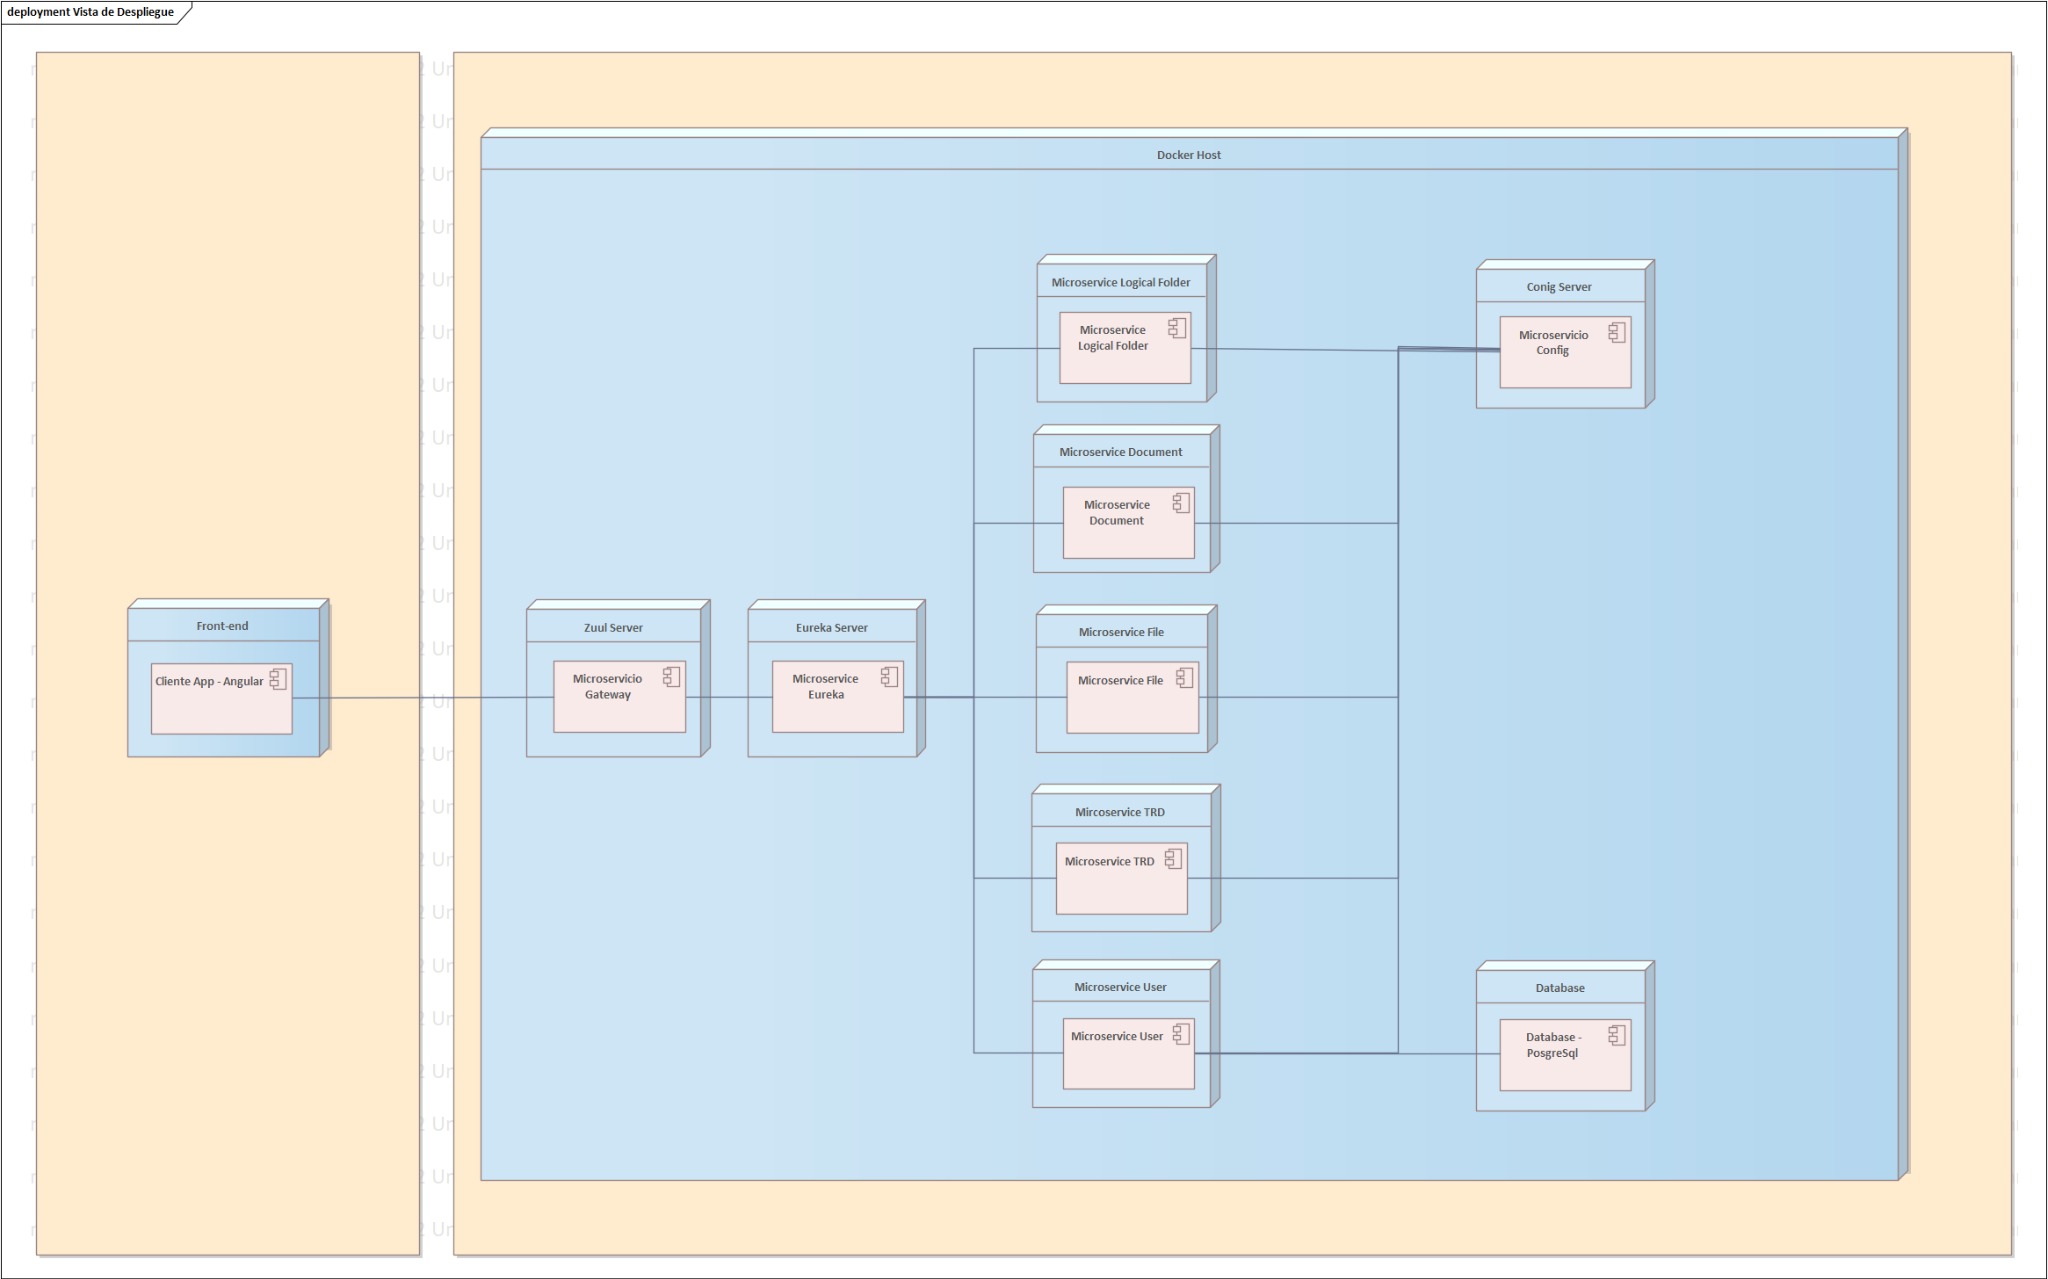 deployment Vista de Despliegue
Docker Host
Microservice Logical Folder
Microservice
Logical Folder
Conig Server
Microservicio
Config
Microservice Document
Microservice
Document
Front-end
Cliente App - Angular
Zuul Server
Microservicio
Gateway
Eureka Server
Microservice
Eureka
Microservice File
Microservice File
Mircoservice TRD
Microservice TRD
Microservice User
Microservice User
Database
Database -
PosgreSql